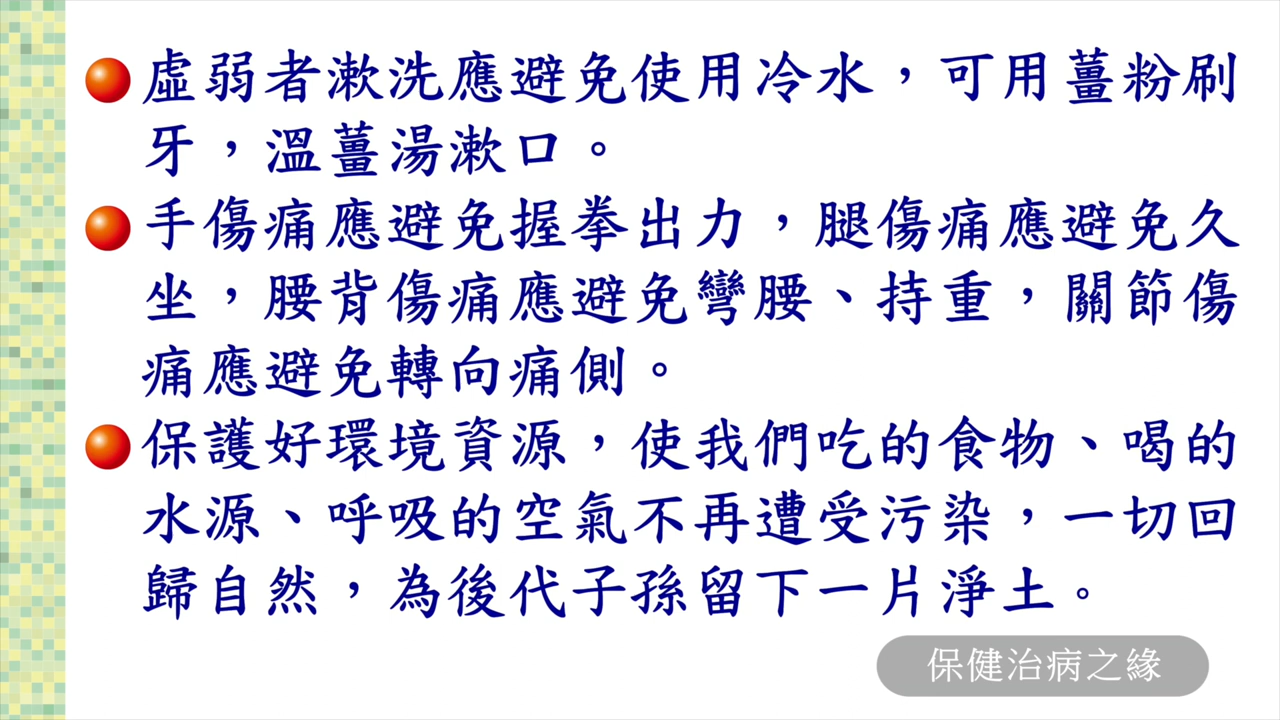 虛弱者漱洗應避免使用冷水，可用薑粉刷
牙，溫薑湯漱口。
手傷痛應避免握拳出力，腿傷痛應避免久
坐，腰背傷痛應避免彎腰、持重，關節傷
痛應避免轉向痛側。
保護好環境資源，使我們吃的食物、喝的
水源、呼吸的空氣不再遭受污染，一切回
歸自然，為後代子孫留下一片淨土。
保健治病之緣